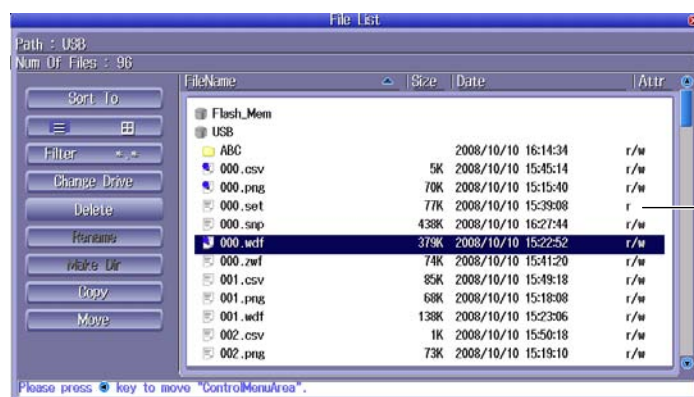 File List
Path : USB
Num Of Files : 96
FileName Size Date Attr
Sort To
Filter *.*
Change Drive
Delete
Rename
Make Dir
Copy
Move
Flash_Mem
USB
ABC 2008/10/10 16:14:34 r/w
000.csv 5K 2008/10/10 15:45:14 r/w
000.png 70K 2008/10/10 15:15:40 r/w
000.set 77K 2008/10/10 15:39:08 r
000.snp 438K 2008/10/10 16:27:44 r/w
000.wdf 379K 2008/10/10 15:22:52 r/w
000.zwf 74K 2008/10/10 15:41:20 r/w
001.csv 85K 2008/10/10 15:49:18 r/w
001.png 68K 2008/10/10 15:18:08 r/w
001.wdf 138K 2008/10/10 15:23:06 r/w
002.csv 1K 2008/10/10 15:50:18 r/w
002.png 73K 2008/10/10 15:19:10 r/w
Please press key to move "ControlMenuArea".